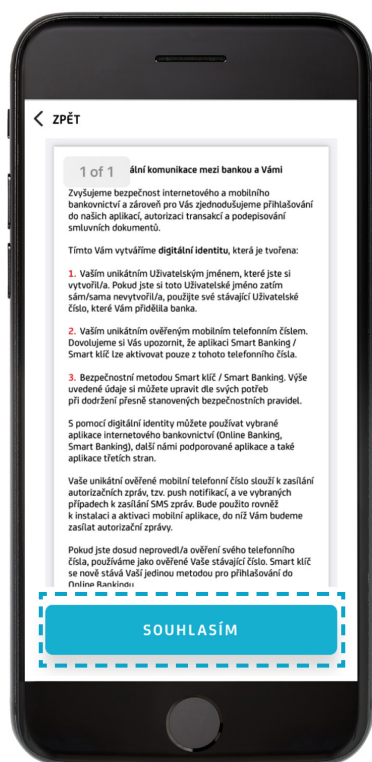 ZPĚT
1 of 1
ální komunikace mezi bankou a Vámi
Zvyšujeme bezpečnost internetového a mobilního
bankovnictví a zároveň pro Vás zjednodušujeme přihlašování
do našich aplikací, autorizaci transakcí a podepisování
smluvních dokumentů.
Tímto Vám vytváříme digitální identitu, která je tvořena:
1. Vaším unikátním Uživatelským jménem, které jste si
vytvořil/a. Pokud jste si toto Uživatelské jméno zatím
sám/sama nevytvořil/a, použijte své stávající Uživatelské
číslo, které Vám přidělila banka.
2. Vaším unikátním ověřeným mobilním telefonním číslem.
Dovolujeme si Vás upozornit, že aplikaci Smart Banking /
Smart klíč lze aktivovat pouze z tohoto telefonního čísla.
3. Bezpečnostní metodou Smart klíč / Smart Banking. Výše
uvedené údaje si můžete upravit dle svých potřeb
při dodržení přesně stanovených bezpečnostních pravidel.
S pomocí digitální identity můžete používat vybrané
aplikace internetového bankovnictví (Online Banking,
Smart Banking), další námi podporované aplikace a také
aplikace třetích stran.
Vaše unikátní ověřené mobilní telefonní číslo slouží k zasílání
autorizačních zpráv, tzv. push notifikací, a ve vybraných
případech k zasílání SMS zpráv. Bude použito rovněž
k instalaci a aktivaci mobilní aplikace, do níž Vám budeme
zasílat autorizační zprávy.
Pokud jste dosud neprovedl/a ověření svého telefonního
čísla, používáme jako ověřené Vaše stávající číslo. Smart klíč
se nově stává Vaší jedinou metodou pro přihlašování do
Online Bankingu
SOUHLASÍM